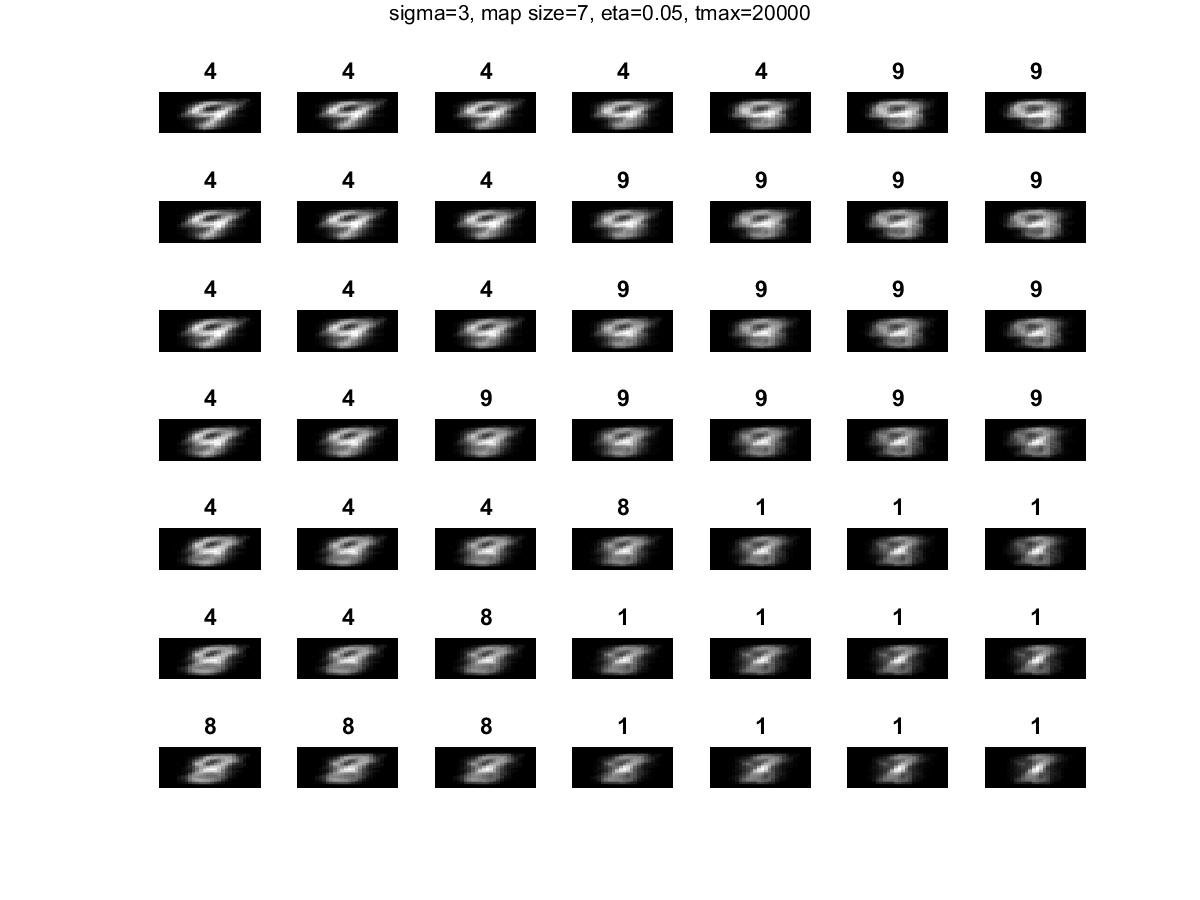 sigma=3, map size=7, eta=0.05, tmax=20000
4 4 4 4 4 9 9
4 4 4 9 9 9 9
4 4 4 9 9 9 9
4 4 9 9 9 9 9
4 4 4 8 1 1 1
4 4 8 1 1 1 1
8 8 8 1 1 1 1